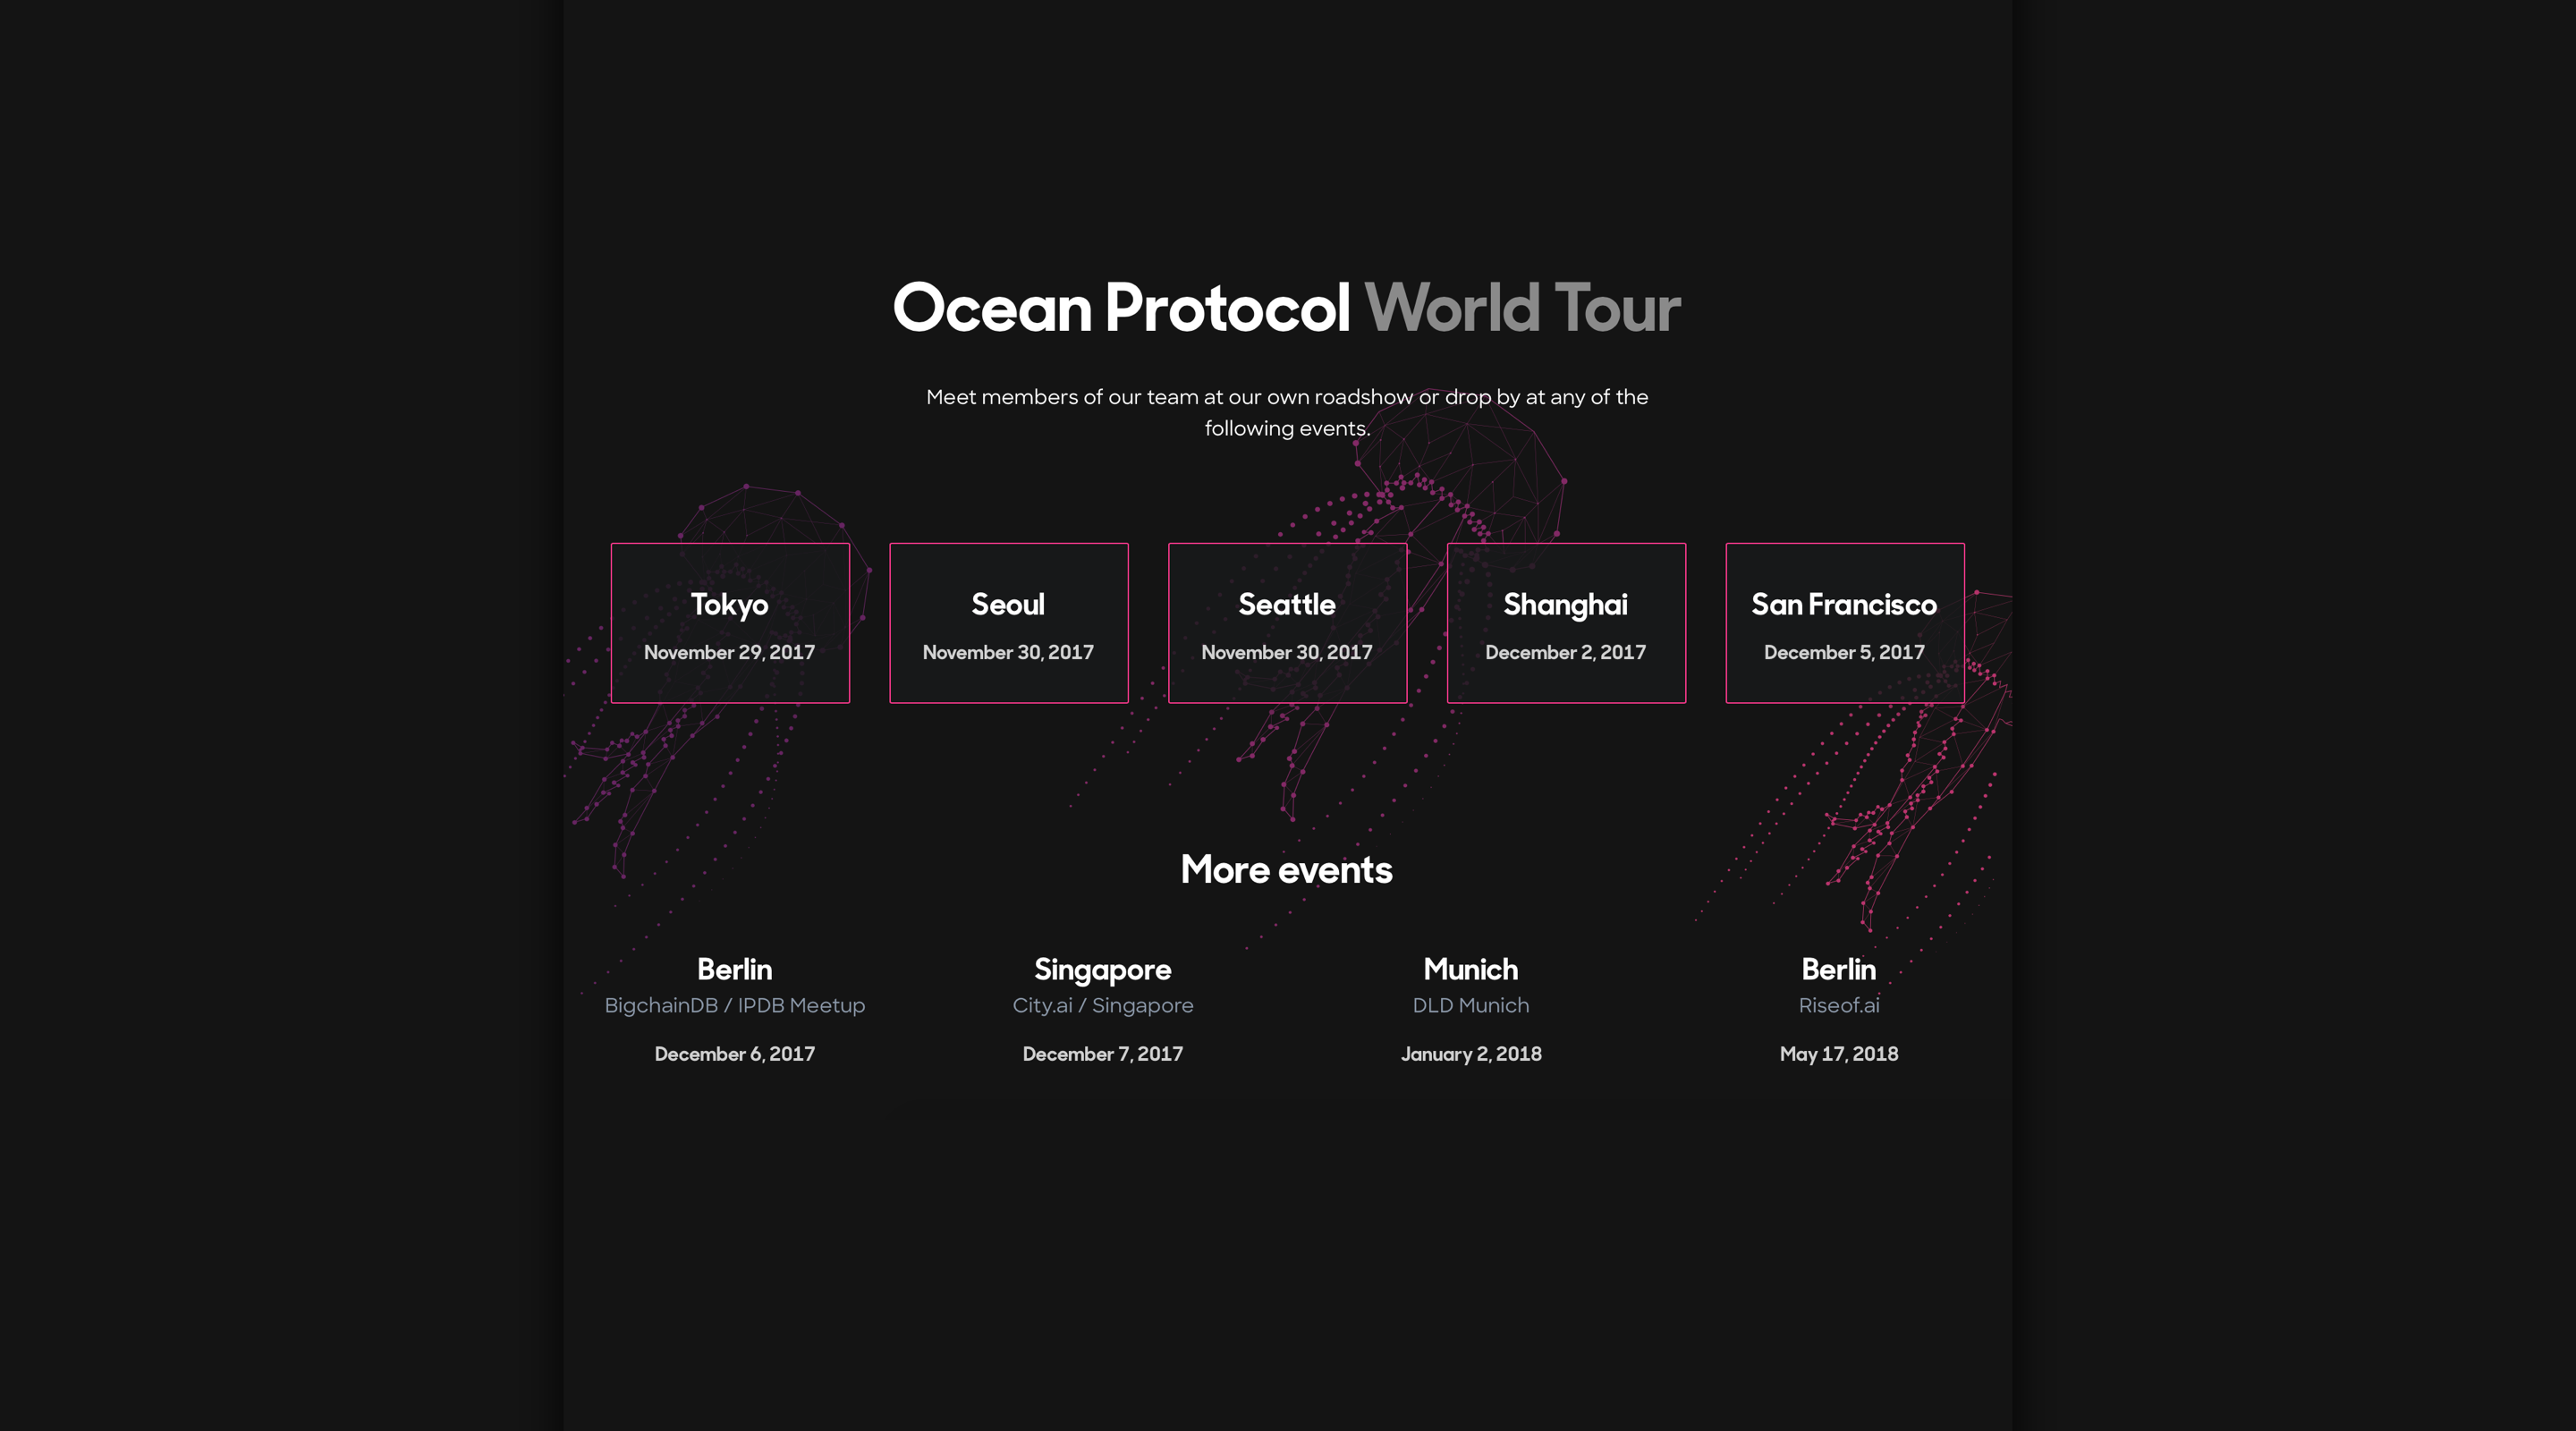 Ocean Protocol World Tour
Meet members of our team at our own roadshow or drop by at any of the
following events.
Tokyo
November 29, 2017
Seoul
November 30, 2017
Seattle
November 30, 2017
Shanghai
December 2, 2017
San Francisco
December 5, 2017
More events
Berlin
BigchainDB / IPDB Meetup
December 6, 2017
Singapore
City.ai / Singapore
December 7, 2017
Munich
DLD Munich
January 2, 2018
Berlin
Riseof.ai
May 17, 2018